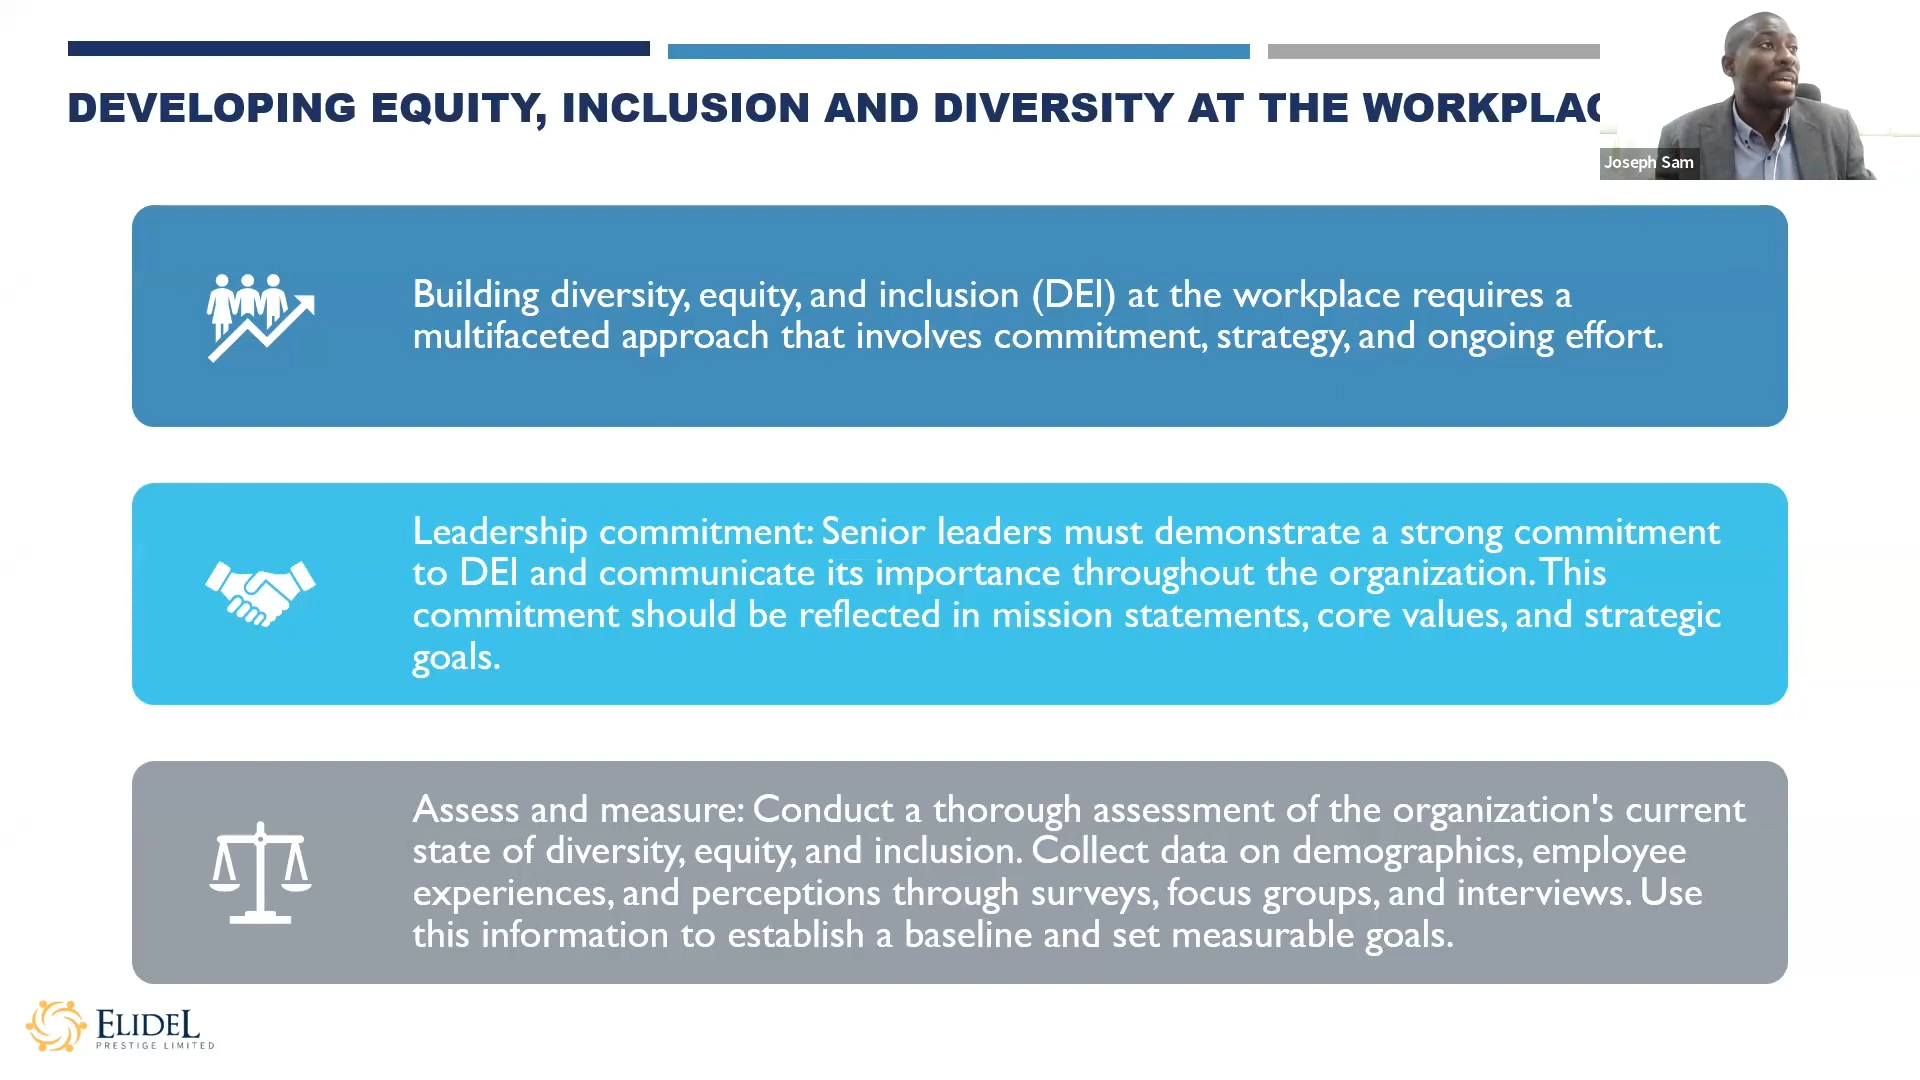 DEVELOPING EQUITY, INCLUSION AND DIVERSITY AT THE
Joseph Sam
Building diversity, equity, and inclusion (DEI) at the workplace requires a
multifaceted approach that involves commitment, strategy, and ongoing effort.
Leadership commitment: Senior leaders must demonstrate a strong commitment
to DEI and communicate its importance throughout the organization. This
commitment should be reflected in mission statements, core values, and strategic
goals.
Assess and measure: Conduct a thorough assessment of the organization's current
state of diversity, equity, and inclusion. Collect data on demographics, employee
experiences, and perceptions through surveys, focus groups, and interviews. Use
this information to establish a baseline and set measurable goals.
ELIDEL
PRESTIGE LIMITED